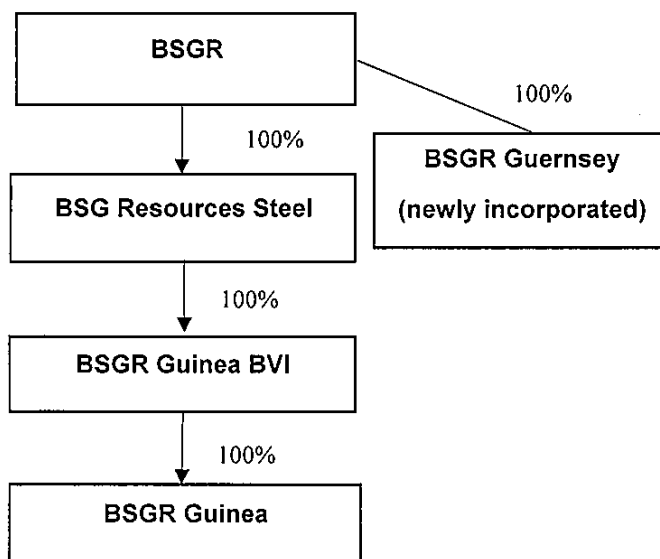 BSGR
100%
100%
BSGR Guernsey
(newly incorporated)
BSG Resources Steel
100%
BSGR Guinea BVI
100%
BSGR Guinea